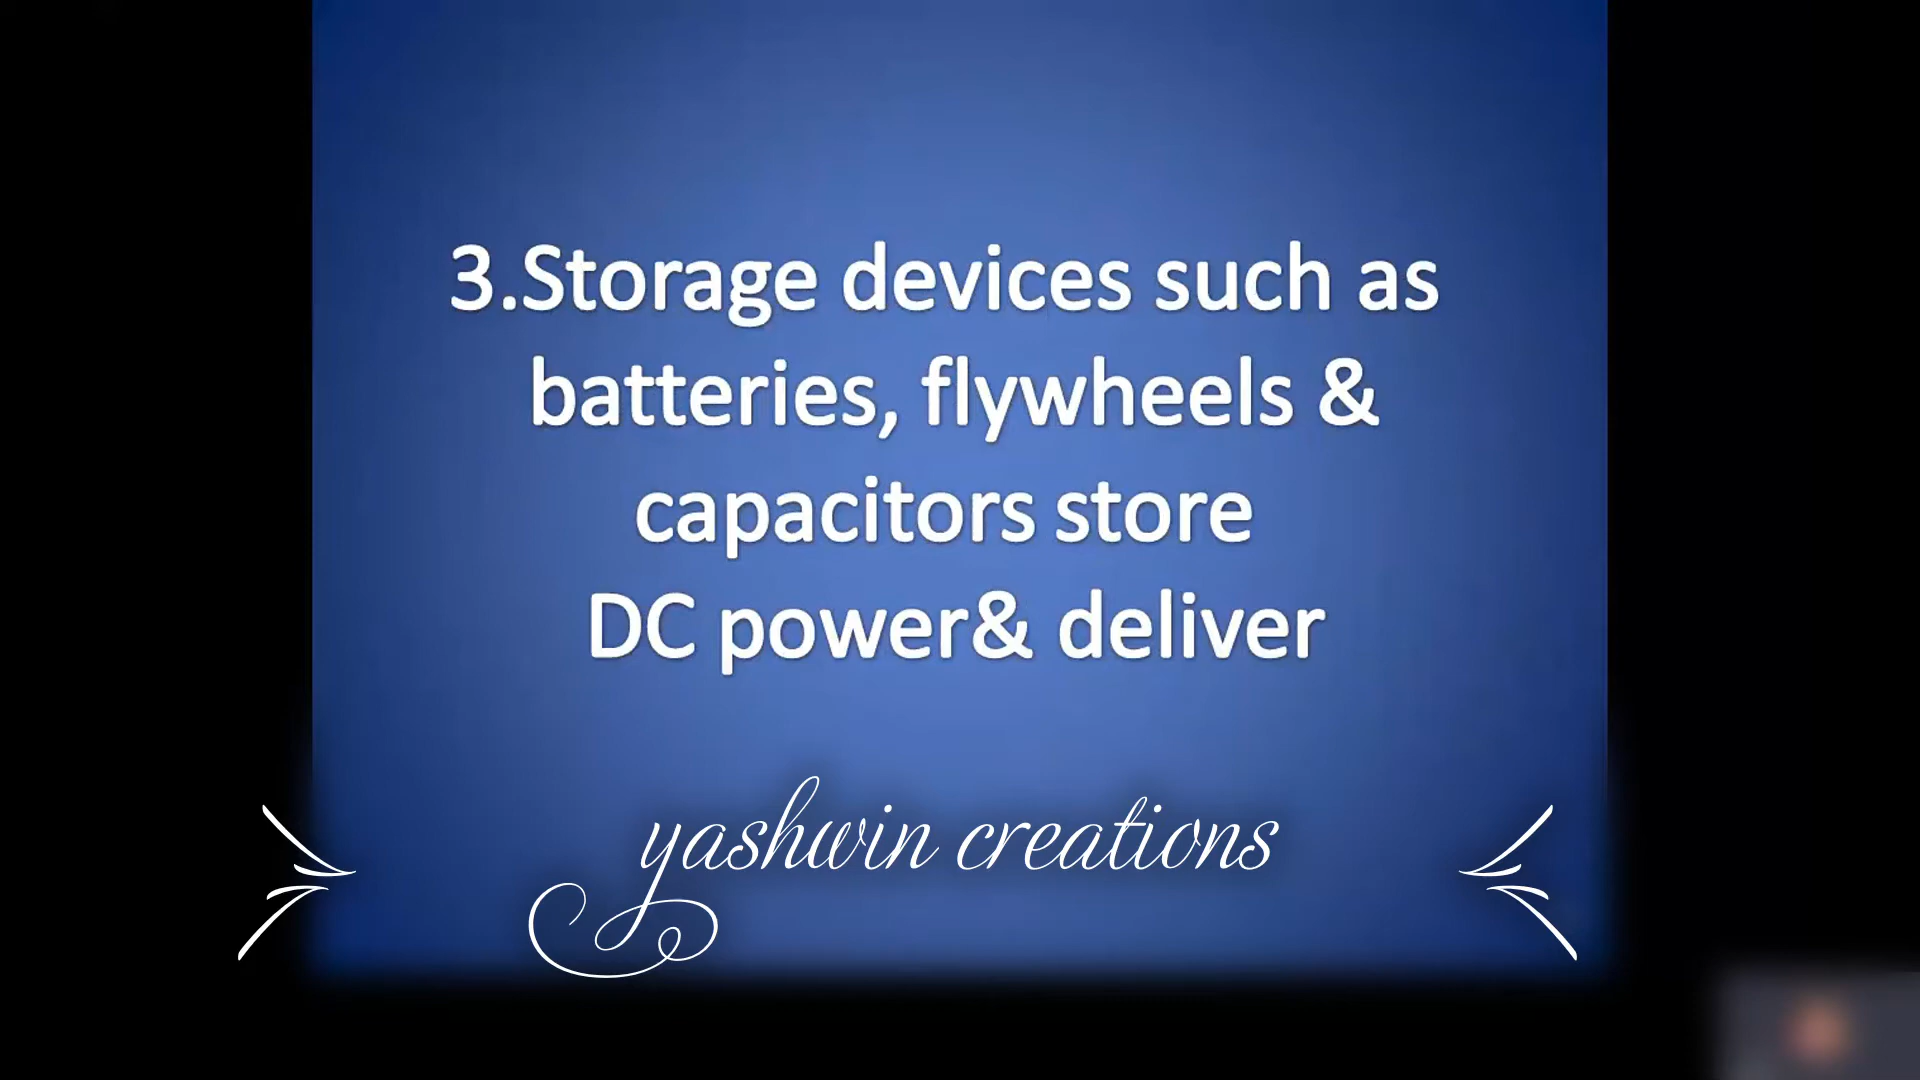 3.Storage devices such as
batteries, flywheels &
capacitors store
DC power& deliver
yashwin creations